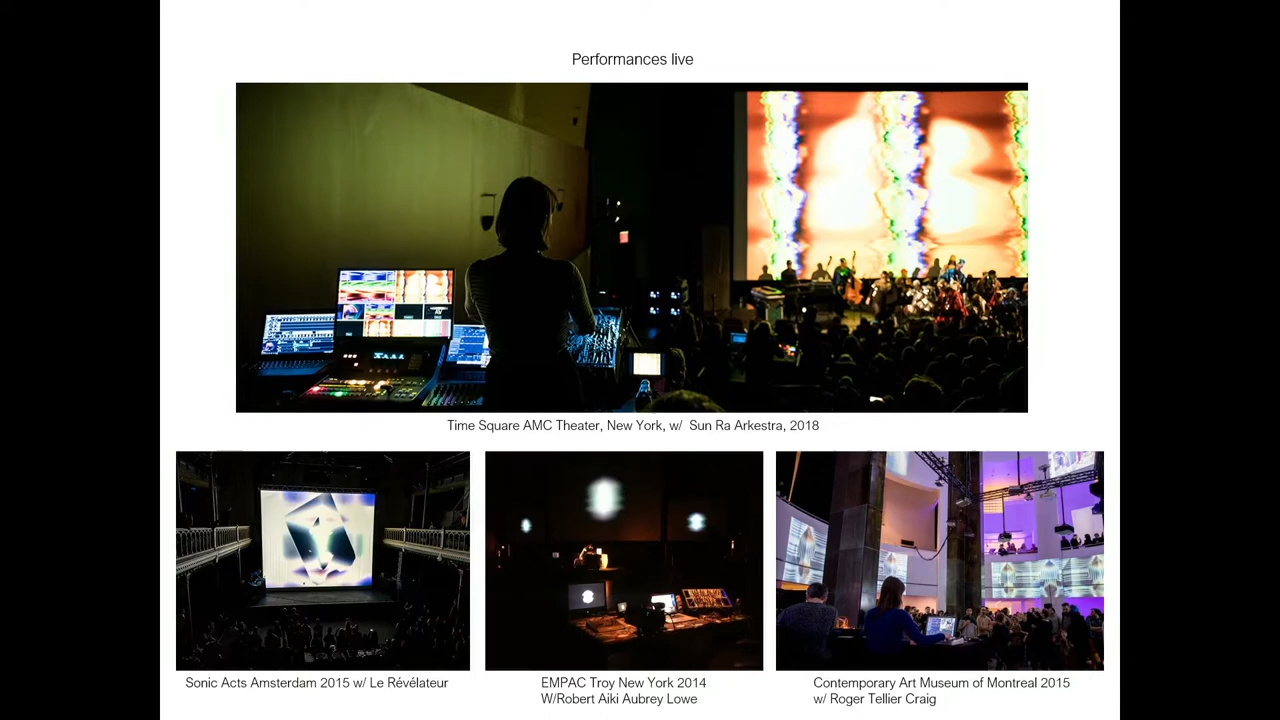 Performances live
Time Square AMC Theater, New York, w/ Sun Ra Arkestra, 2018
Sonic Acts Amsterdam 2015 w/ Le Révélateur
EMPAC Troy New York 2014
W/Robert Aiki Aubrey Lowe
Contemporary Art Museum of Montreal 2015
w/ Roger Tellier Craig